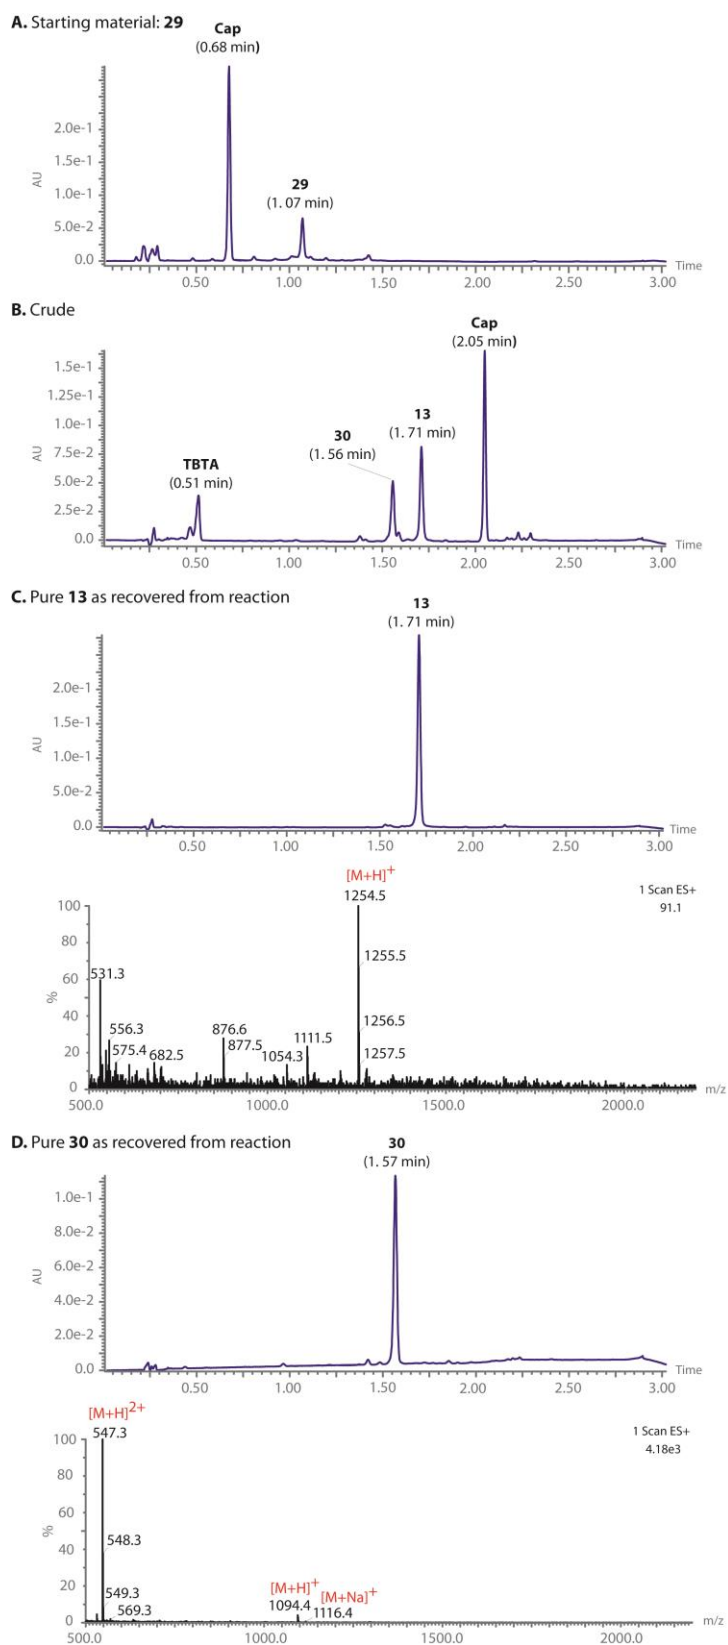 A. Starting material: 29
Cap
(0.68 min)
2.0e-1
1.5e-1
1.0e-1
5.0e-2
0.0
AU
29
(1. 07 min)
0.50 1.00 1.50 2.00 2.50 3.00
Time
B. Crude
Cap
(2.05 min)
1.5e-1
1.25e-1
1.0e-1
7.5e-2
5.0e-2
2.5e-2
0.0
AU
TBTA
(0.51 min)
30
(1. 56 min)
13
(1. 71 min)
0.50 1.00 1.50 2.00 2.50 3.00
Time
C. Pure 13 as recovered from reaction
13
(1. 71 min)
2.0e-1
1.5e-1
1.0e-1
5.0e-2
0.0
AU
0.50 1.00 1.50 2.00 2.50 3.00
Time
[M+H]+
1254.5
1 Scan ES+
91.1
100
80
60
40
20
0
%
531.3
556.3
575.4
682.5
876.6
877.5
1054.3
1111.5
1255.5
1256.5
1257.5
500.0 1000.0 1500.0 2000.0
m/z
D. Pure 30 as recovered from reaction
30
(1. 57 min)
1.0e-1
8.0e-2
6.0e-2
4.0e-2
2.0e-2
0.0
AU
0.50 1.00 1.50 2.00 2.50 3.00
Time
[M+H]2+
547.3
1 Scan ES+
4.18e3
100
80
60
40
20
0
%
548.3
549.3
569.3
[M+H]+
1094.4
[M+Na]+
1116.4
500.0 1000.0 1500.0 2000.0
m/z